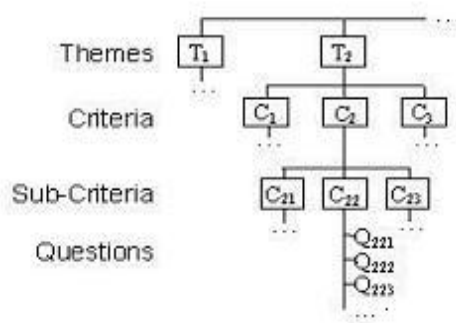 . .
Themes T₁ T₂
. . . . . .
Criteria C₁ C₂ C₃
. . . . . .
Sub-Criteria C₂₁ C₂₂ C₂₃
. . . . . .
Questions Q₂₂₁
Q₂₂₂
Q₂₂₃
. . .